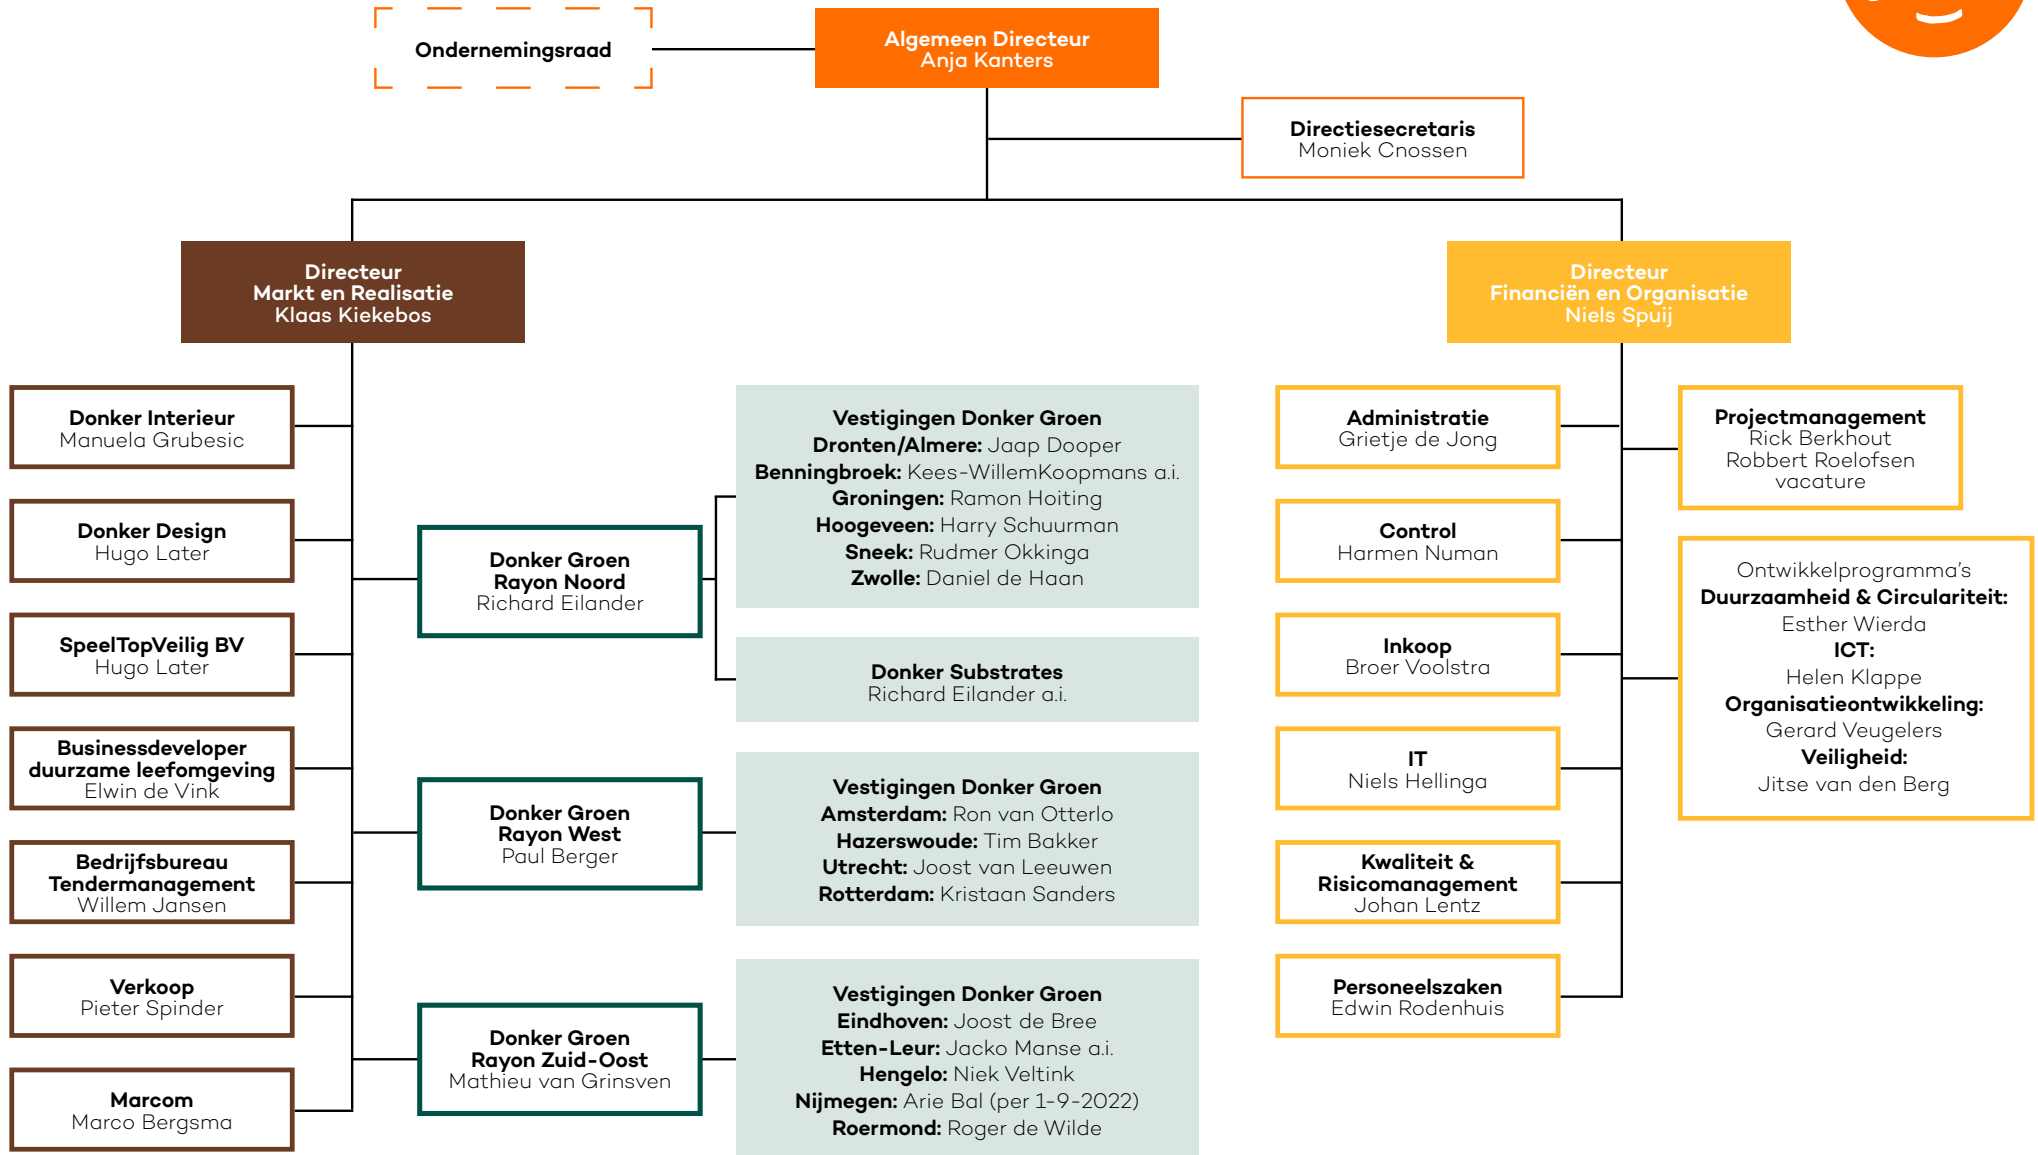 Ondernemingsraad
Algemeen Directeur
Anja Kanters
Directiesecretaris
Moniek Cnossen
Directeur
Markt en Realisatie
Klaas Kiekebos
Directeur
Financiën en Organisatie
Niels Spuij
Donker Interieur
Manuela Grubesic
Donker Design
Hugo Later
SpeelTopVeilig BV
Hugo Later
Businessdeveloper
duurzame leefomgeving
Elwin de Vink
Bedrijfsbureau
Tendermanagement
Willem Jansen
Verkoop
Pieter Spinder
Marcom
Marco Bergsma
Donker Groen
Rayon Noord
Richard Eilander
Vestigingen Donker Groen
Dronten/Almere: Jaap Dooper
Benningbroek: Kees-WillemKoopmans a.i.
Groningen: Ramon Hoiting
Hoogeveen: Harry Schuurman
Sneek: Rudmer Okkinga
Zwolle: Daniel de Haan
Donker Substrates
Richard Eilander a.i.
Donker Groen
Rayon West
Paul Berger
Vestigingen Donker Groen
Amsterdam: Ron van Otterlo
Hazerswoude: Tim Bakker
Utrecht: Joost van Leeuwen
Rotterdam: Kristaan Sanders
Donker Groen
Rayon Zuid-Oost
Mathieu van Grinsven
Vestigingen Donker Groen
Eindhoven: Joost de Bree
Etten-Leur: Jacko Manse a.i.
Hengelo: Niek Veltink
Nijmegen: Arie Bal (per 1-9-2022)
Roermond: Roger de Wilde
Administratie
Grietje de Jong
Control
Harmen Numan
Inkoop
Broer Voolstra
IT
Niels Hellinga
Kwaliteit &
Risicomanagement
Johan Lentz
Personeelszaken
Edwin Rodenhuis
Projectmanagement
Rick Berkhout
Robbert Roelofsen
vacature
Ontwikkelprogramma's
Duurzaamheid & Circulariteit:
Esther Wierda
ICT:
Helen Klappe
Organisatieontwikkeling:
Gerard Veugelers
Veiligheid:
Jitse van den Berg